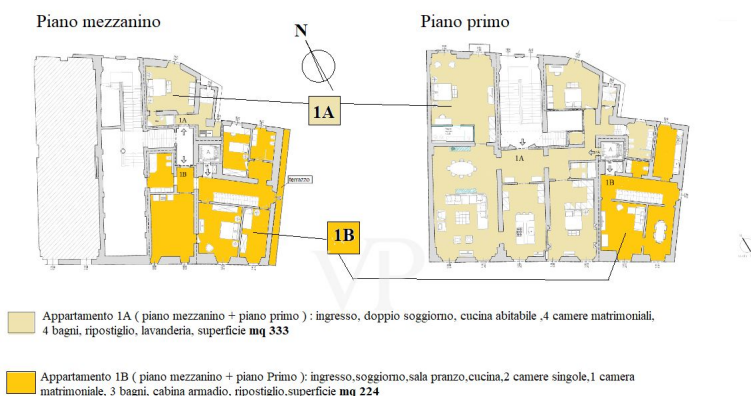 Piano mezzanino
Piano primo
N
1A
1A
1A
A
A
1B
terrazzo
1B
1B
VP
Appartamento 1A ( piano mezzanino + piano primo ) : ingresso, doppio soggiorno, cucina abitabile ,4 camere matrimoniali,
4 bagni, ripostiglio, lavanderia, superficie mq 333
Appartamento 1B ( piano mezzanino + piano Primo ): ingresso,soggiorno,sala pranzo,cucina,2 camere singole,1 camera
matrimoniale, 3 bagni, cabina armadio, ripostiglio,superficie mq 224